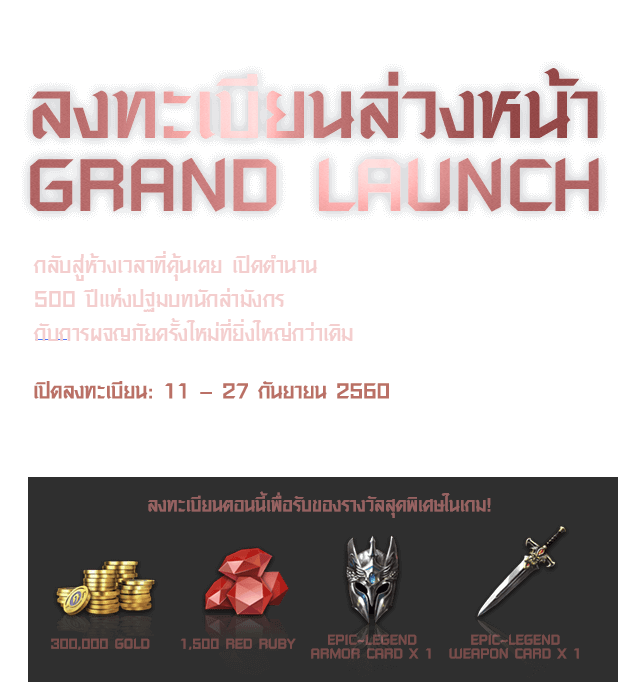 ลงทะเบียนล่วงหน้า
GRAND LAUNCH
กลับสู่ห้วงเวลาที่คุ้นเคย เปิดตำนาน
500 ปีแห่งปฐมบทนักล่ามังกร
กับการผจญภัยครั้งใหม่ที่ยิ่งใหญ่กว่าเดิม
เปิดลงทะเบียน: 11 – 27 กันยายน 2560
ลงทะเบียนตอนนี้เพื่อรับของรางวัลสุดพิเศษในเกม!
300,000 GOLD
1,500 RED RUBY
EPIC-LEGEND
ARMOR CARD X 1
EPIC-LEGEND
WEAPON CARD X 1